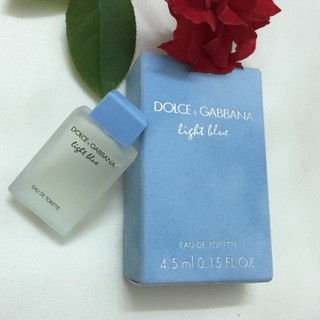 DOLCE & GABBANA
light blue
EAU DE TOILETTE
DOLCE & GABBANA
light blue
EAU DE TOILETTE
4.5 ml 0.15 FL.OZ.